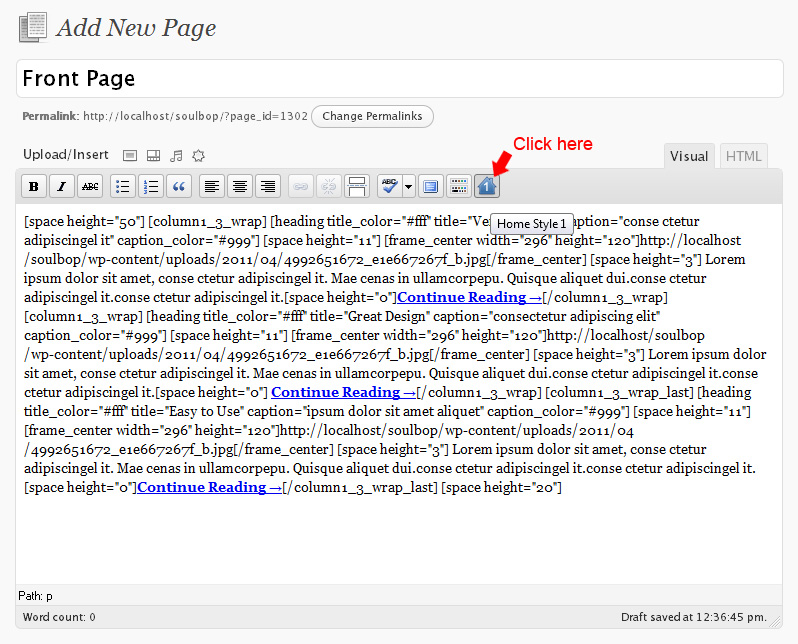 Add New Page
Front Page
Permalink: http://localhost/soulbop/?page_id=1302 Change Permalinks
Click here
Upload/Insert Visual HTML
B I ABC ABC 1
Home Style 1
[space height="50"] [column1_3_wrap] [heading title_color="#fff" title="Ve aption="conse ctetur
adipiscingel it" caption_color="#999"] [space height="11"] [frame_center width="296" height="120"]http://localhost
/soulbop/wp-content/uploads/2011/04/4992651672_e1e667267f_b.jpg[/frame_center] [space height="3"] Lorem
ipsum dolor sit amet, conse ctetur adipiscingel it. Mae cenas in ullamcorpepu. Quisque aliquet dui.conse ctetur
adipiscingel it.conse ctetur adipiscingel it.[space height="0"]Continue Reading →[/column1_3_wrap]
[column1_3_wrap] [heading title_color="#fff" title="Great Design" caption="consectetur adipiscing elit"
caption_color="#999"] [space height="11"] [frame_center width="296" height="120"]http://localhost/soulbop
/wp-content/uploads/2011/04/4992651672_e1e667267f_b.jpg[/frame_center] [space height="3"] Lorem ipsum dolor
sit amet, conse ctetur adipiscingel it. Mae cenas in ullamcorpepu. Quisque aliquet dui.conse ctetur adipiscingel it.conse
ctetur adipiscingel it.[space height="0"] Continue Reading →[/column1_3_wrap] [column1_3_wrap_last] [heading
title_color="#fff" title="Easy to Use" caption="ipsum dolor sit amet aliquet" caption_color="#999"] [space height="11"]
[frame_center width="296" height="120"]http://localhost/soulbop/wp-content/uploads/2011/04
/4992651672_e1e667267f_b.jpg[/frame_center] [space height="3"] Lorem ipsum dolor sit amet, conse ctetur
adipiscingel it. Mae cenas in ullamcorpepu. Quisque aliquet dui.conse ctetur adipiscingel it.conse ctetur adipiscingel it.
[space height="0"]Continue Reading →[/column1_3_wrap_last] [space height="20"]
Path: p
Word count: 0 Draft saved at 12:36:45 pm.